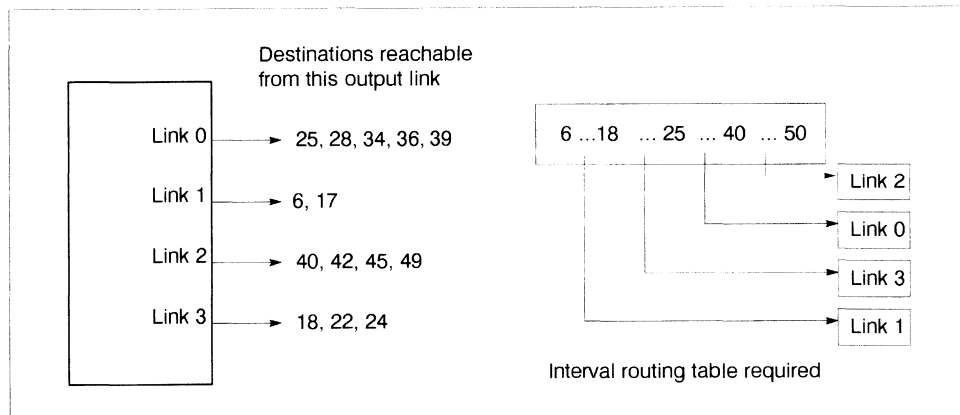 Destinations reachable
from this output link
Link 0
25, 28, 34, 36, 39
Link 1
6, 17
Link 2
40, 42, 45, 49
Link 3
18, 22, 24
6 ...18 ... 25 ... 40 ... 50
Link 2
Link 0
Link 3
Link 1
Interval routing table required